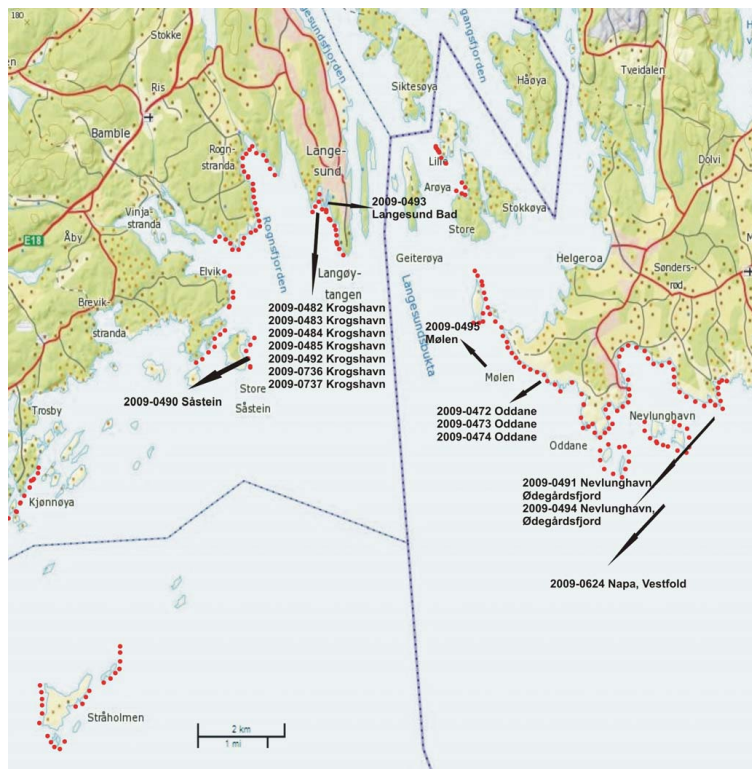 180
Stokke
Langesundsfjorden
gangsfjorden
Siktesøya
Håøya
Tveidalen
Ris
Bamble
Rogn-
stranda
Lange-
sund
Lille
Dolvi
Arøya
2009-0493
Langesund Bad
Stokkøya
Vinja-
stranda
Store
E18
Åby
Rognsfjorden
Geiterøya
Helgeroa
Elvik
Langøy-
tangen
Sønders-
rød
Brevik-
stranda
Langesundsbukta
2009-0482 Krogshavn
2009-0483 Krogshavn
2009-0484 Krogshavn
2009-0485 Krogshavn
2009-0492 Krogshavn
2009-0736 Krogshavn
2009-0737 Krogshavn
2009-0495
Mølen
Mølen
2009-0490 Såstein
Store
Såstein
Trosby
2009-0472 Oddane
2009-0473 Oddane
2009-0474 Oddane
Nevlunghavn
Oddane
Kjønnøya
2009-0491 Nevlunghavn,
Ødegårdsfjord
2009-0494 Nevlunghavn,
Ødegårdsfjord
2009-0624 Napa, Vestfold
Stråholmen
2 km
1 mi